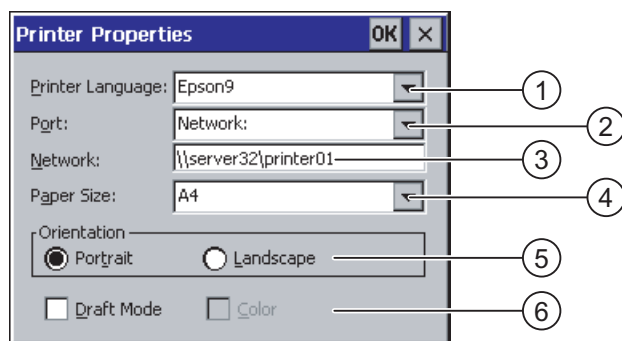 Printer Properties OK ×
Printer Language: Epson9 1
Port: Network: 2
Network: \\server32\printer01 3
Paper Size: A4 4
Orientation
Portrait Landscape 5
Draft Mode Color 6